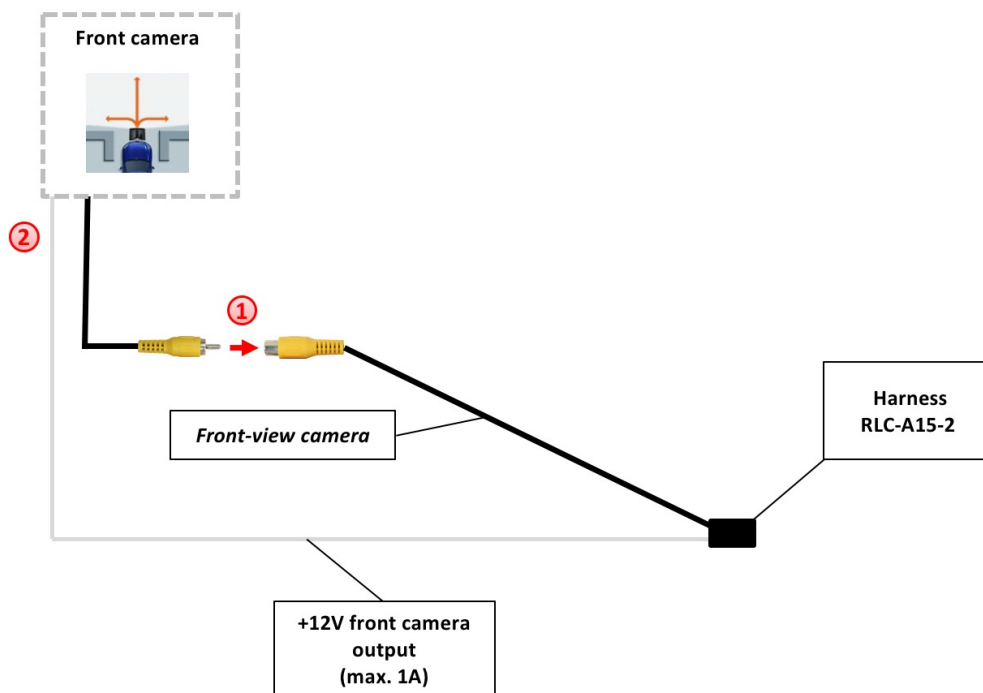 Front camera
2
1
Front-view camera
Harness
RLC-A15-2
+12V front camera
output
(max. 1A)